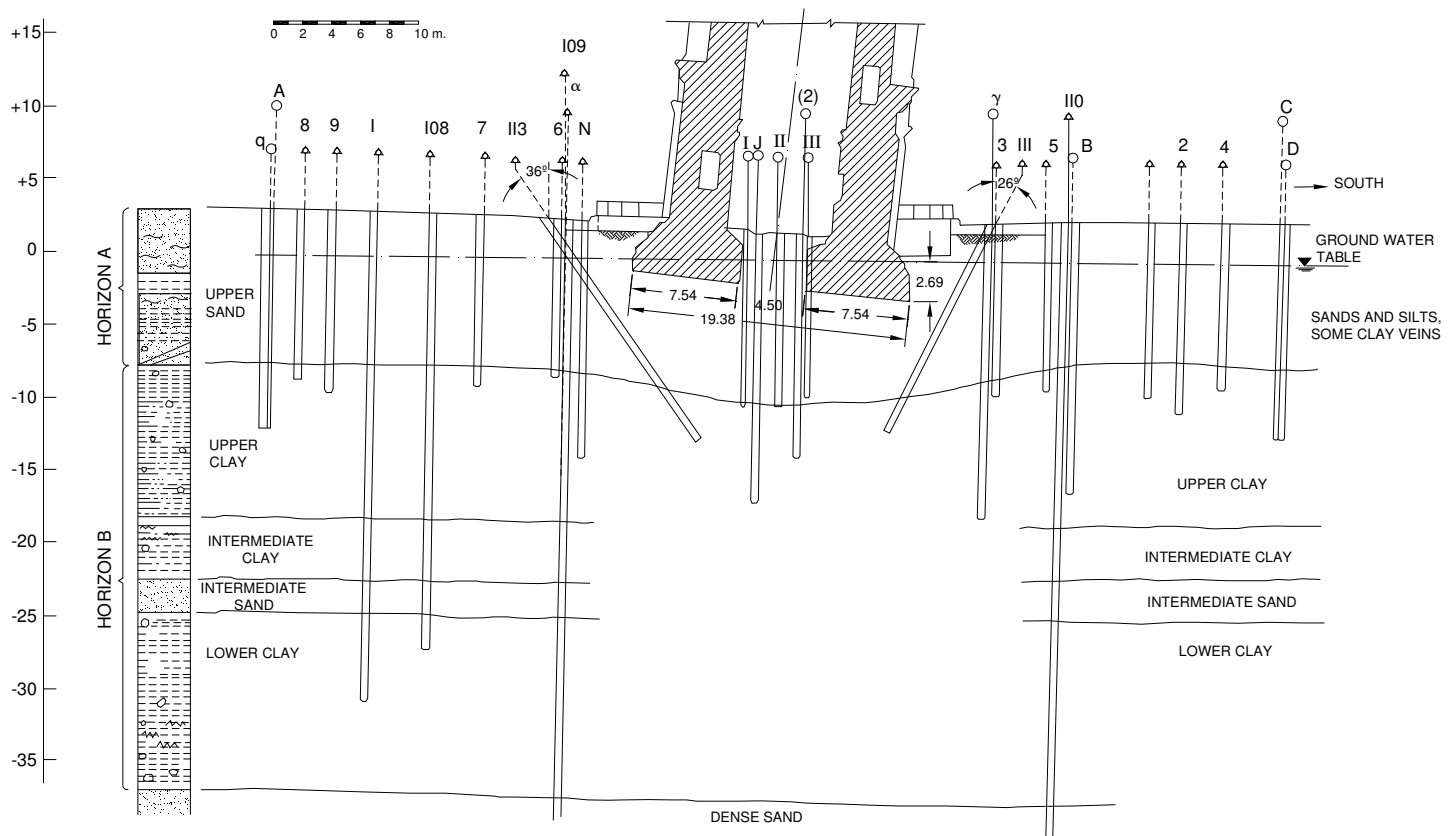 +15
+10
+5
0
-5
-10
-15
-20
-25
-30
-35
0 2 4 6 8 10 m.
A
q
8
9
I
I08
7
II3
6
I09
α
N
36º
I
J
II
(2)
III
γ
3
III
26º
5
II0
B
2
4
C
D
SOUTH
GROUND WATER
TABLE
SANDS AND SILTS,
SOME CLAY VEINS
2.69
7.54
4.50
7.54
19.38
HORIZON A
HORIZON B
UPPER
SAND
UPPER
CLAY
INTERMEDIATE
CLAY
INTERMEDIATE
SAND
LOWER CLAY
UPPER CLAY
INTERMEDIATE CLAY
INTERMEDIATE SAND
LOWER CLAY
DENSE SAND